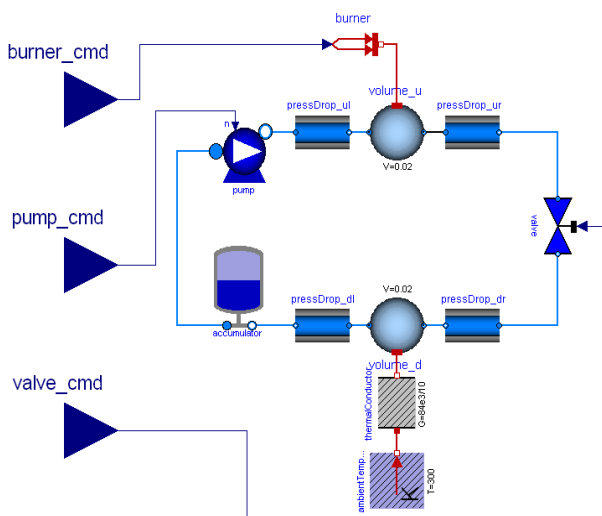 burner
burner_cmd
volume_u
pressDrop_ul
pressDrop_ur
n
V=0.02
pump
valve
pump_cmd
V=0.02
pressDrop_dl
pressDrop_dr
accumulator
volume_d
valve_cmd
thermalConductor
G=84e3/10
ambientTemp...
K
T=300